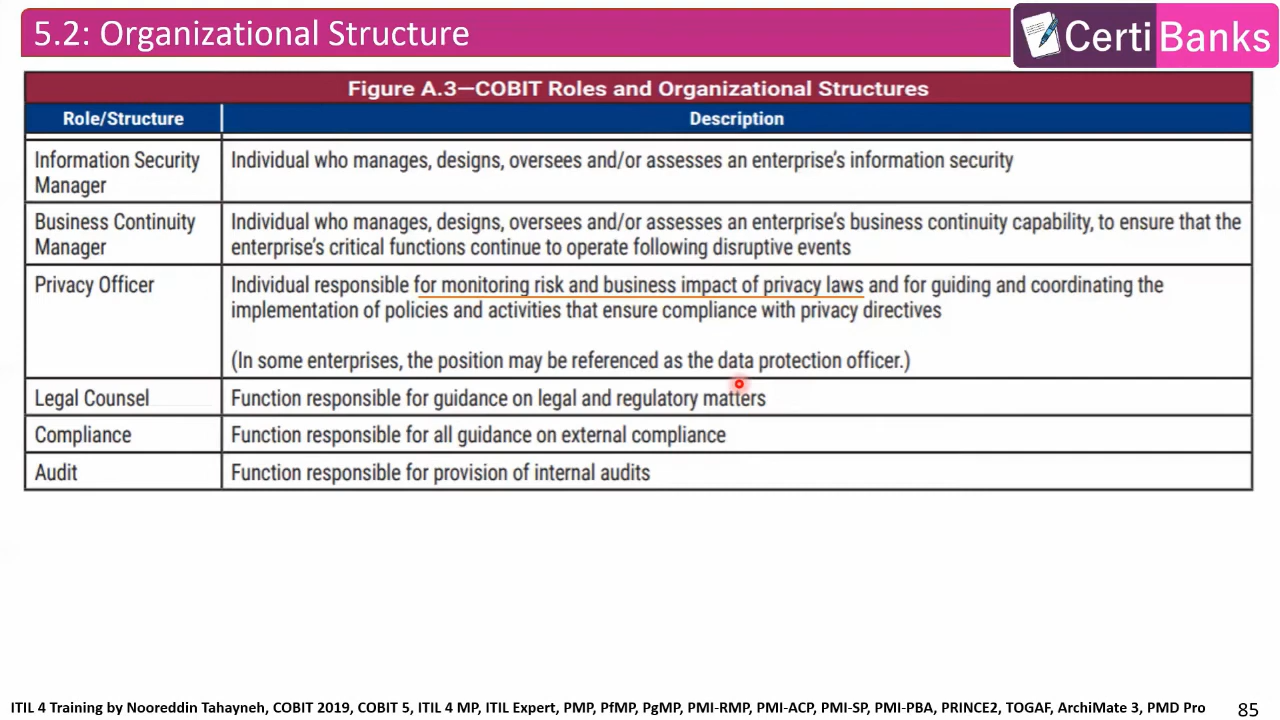 5.2: Organizational Structure
CertiBanks
Figure A.3—COBIT Roles and Organizational Structures
Role/Structure
Description
Information Security
Manager
Individual who manages, designs, oversees and/or assesses an enterprise's information security
Business Continuity
Manager
Individual who manages, designs, oversees and/or assesses an enterprise's business continuity capability, to ensure that the
enterprise's critical functions continue to operate following disruptive events
Privacy Officer
Individual responsible for monitoring risk and business impact of privacy laws and for guiding and coordinating the
implementation of policies and activities that ensure compliance with privacy directives
(In some enterprises, the position may be referenced as the data protection officer.)
Legal Counsel
Function responsible for guidance on legal and regulatory matters
Compliance
Function responsible for all guidance on external compliance
Audit
Function responsible for provision of internal audits
ITIL 4 Training by Nooreddin Tahayneh, COBIT 2019, COBIT 5, ITIL 4 MP, ITIL Expert, PMP, PfMP, PgMP, PMI-RMP, PMI-ACP, PMI-SP, PMI-PBA, PRINCE2, TOGAF, ArchiMate 3, PMD Pro
85